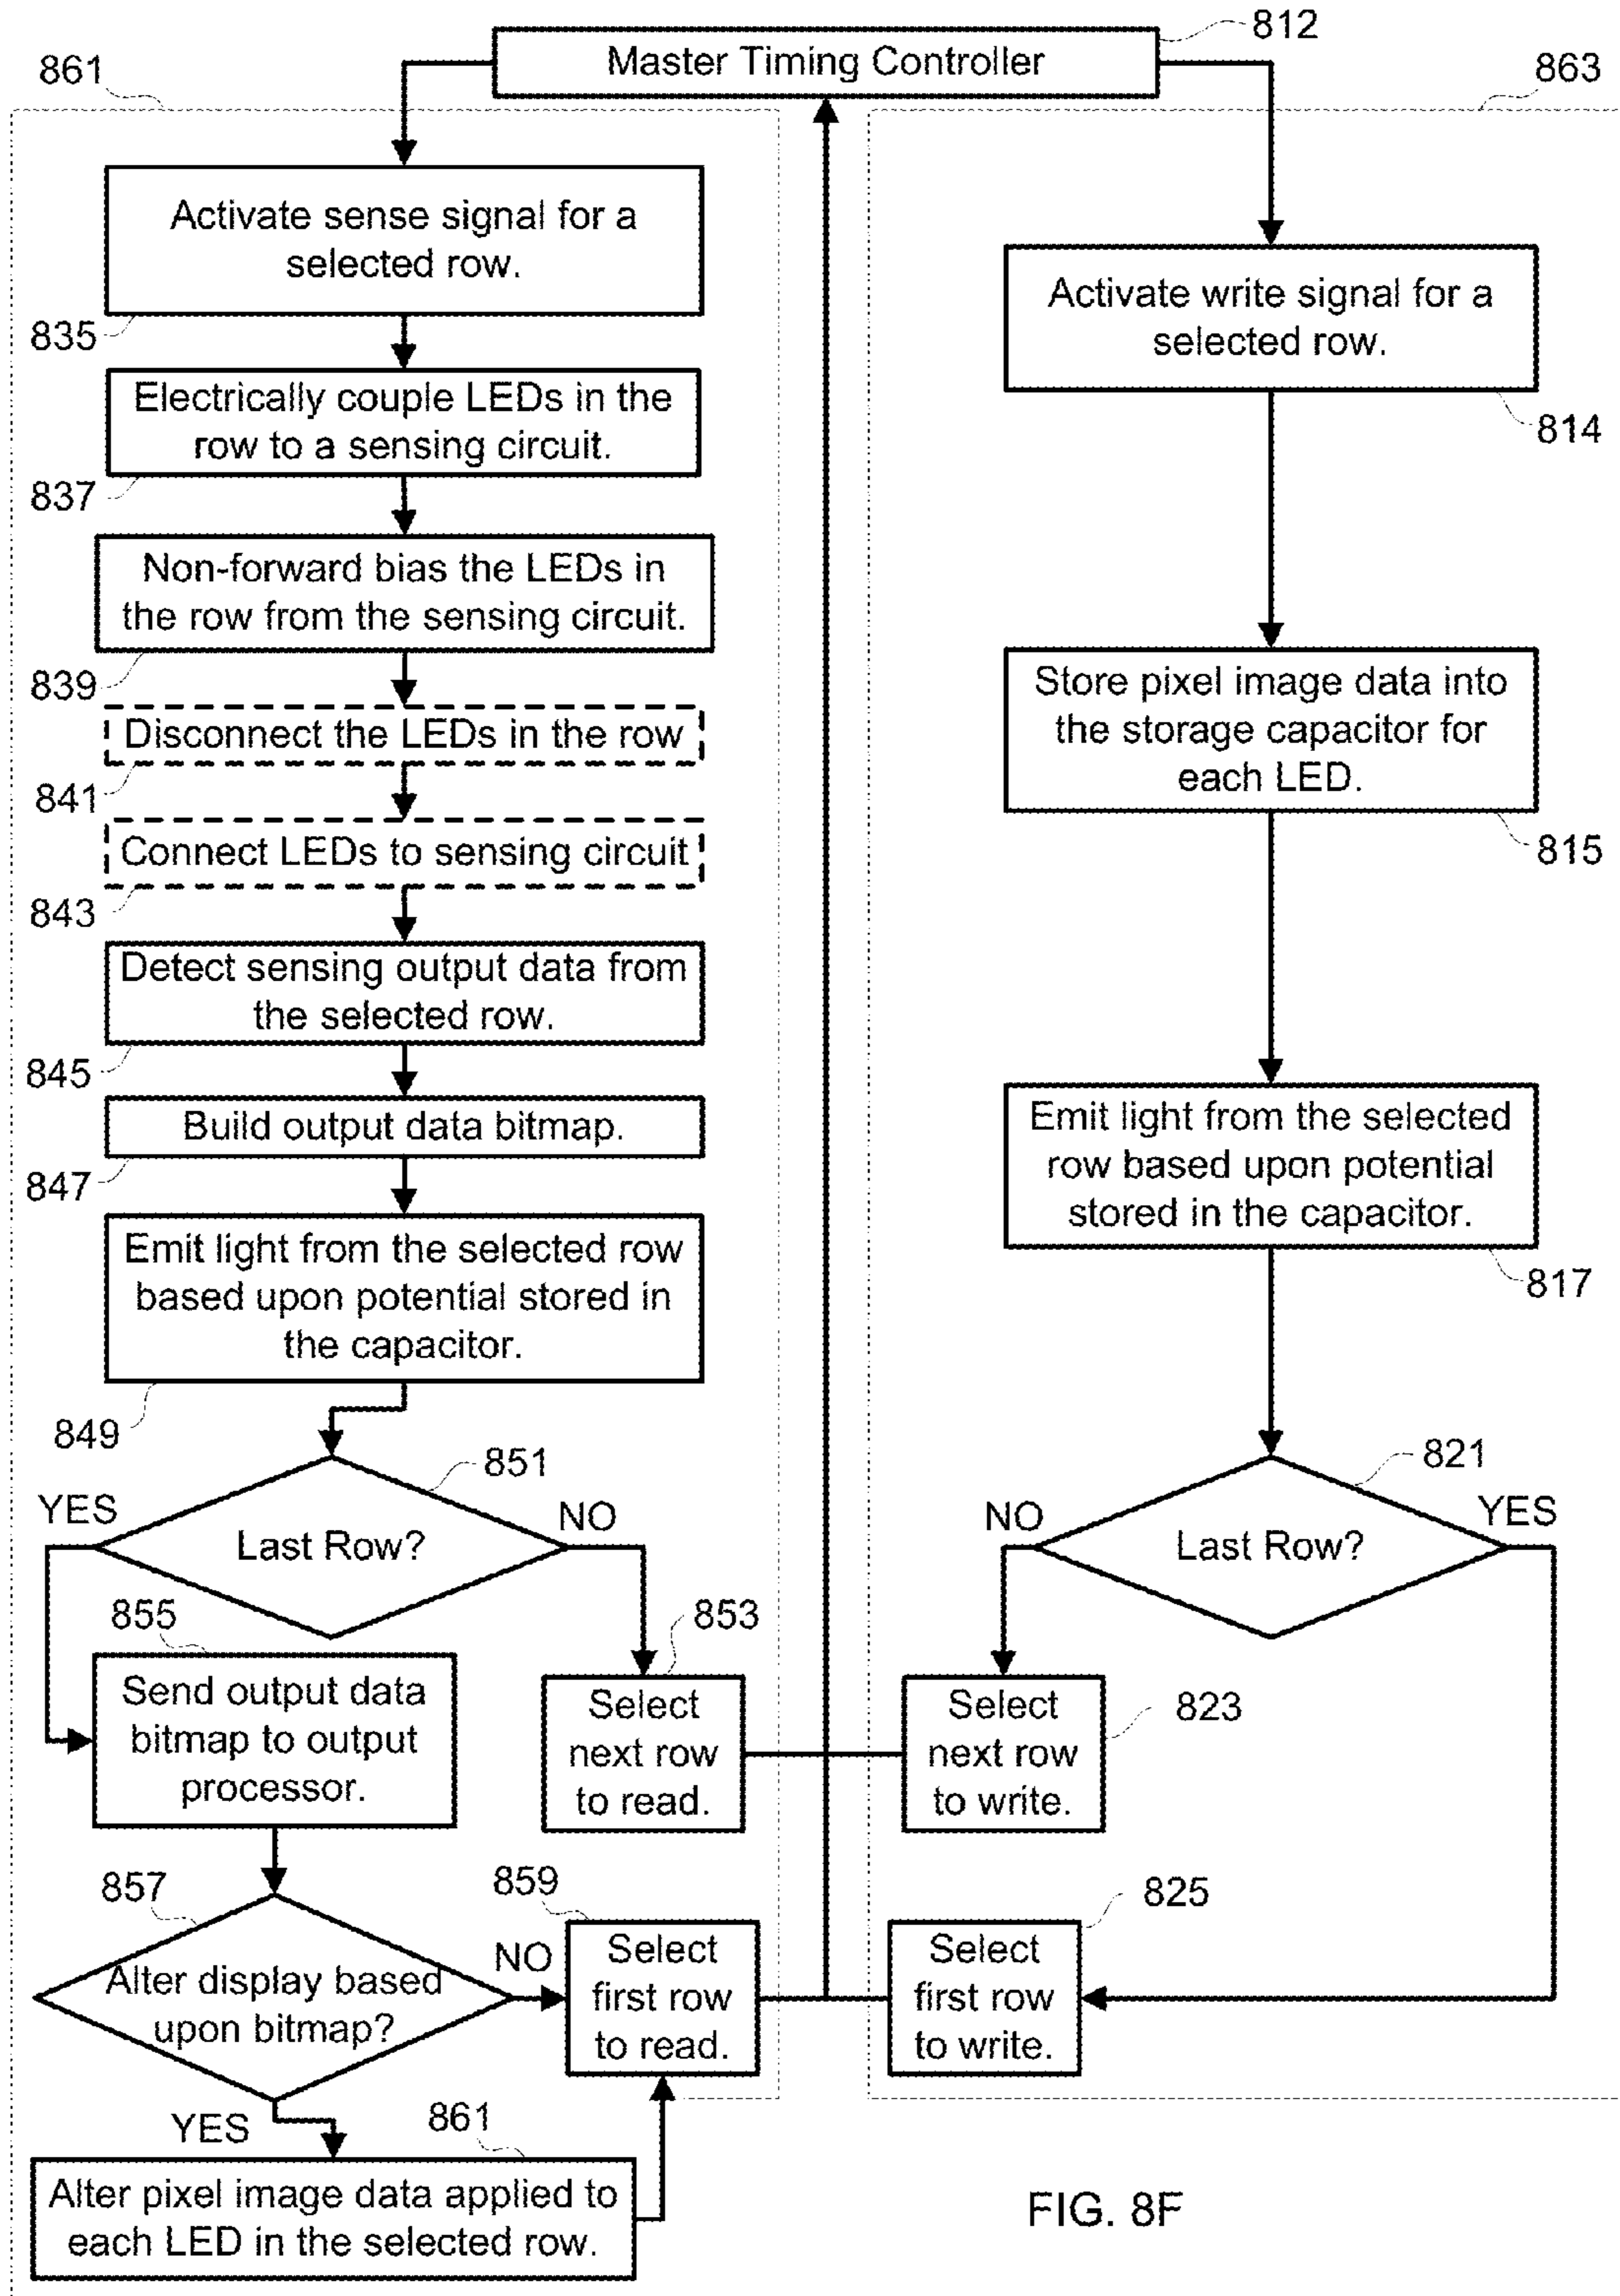 812
Master Timing Controller
861
863
Activate sense signal for a
selected row.
835
Electrically couple LEDs in the
row to a sensing circuit.
837
Non-forward bias the LEDs in
the row from the sensing circuit.
839
Disconnect the LEDs in the row
841
Connect LEDs to sensing circuit
843
Detect sensing output data from
the selected row.
845
Build output data bitmap.
847
Emit light from the selected row
based upon potential stored in
the capacitor.
849
851
YES
NO
Last Row?
855
Send output data
bitmap to output
processor.
853
Select
next row
to read.
857
Alter display based
upon bitmap?
NO
859
Select
first row
to read.
YES
861
Alter pixel image data applied to
each LED in the selected row.
Activate write signal for a
selected row.
814
Store pixel image data into
the storage capacitor for
each LED.
815
Emit light from the selected
row based upon potential
stored in the capacitor.
817
821
NO
YES
Last Row?
Select
next row
to write.
823
825
Select
first row
to write.
FIG. 8F